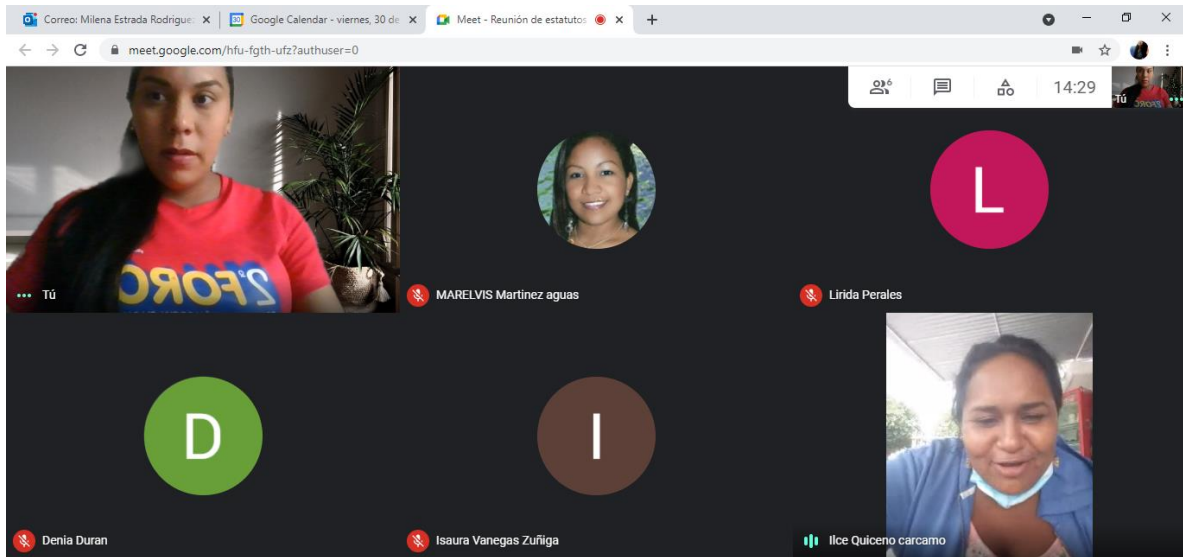 Correo: Milena Estrada Rodrigue
Google Calendar - viernes, 30 de
Meet - Reunión de estatutos
meet.google.com/hfu-fgth-ufz?authuser=0
6
14:29
Tú
2º FORO
Tú
MARELVIS Martinez aguas
L
Lirida Perales
D
Denia Duran
I
Isaura Vanegas Zuñiga
Ilce Quiceno carcamo